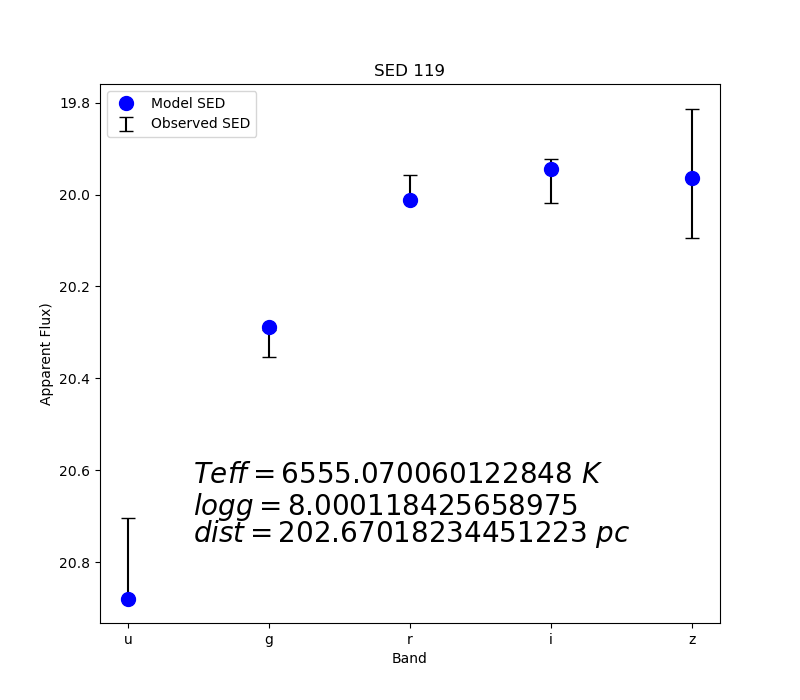 SED 119
Model SED
Observed SED
19.8
20.0
20.2
20.4
20.6
20.8
Apparent Flux)
Teff = 6555.070060122848 K
logg = 8.000118425658975
dist = 202.67018234451223 pc
u g r i z
Band